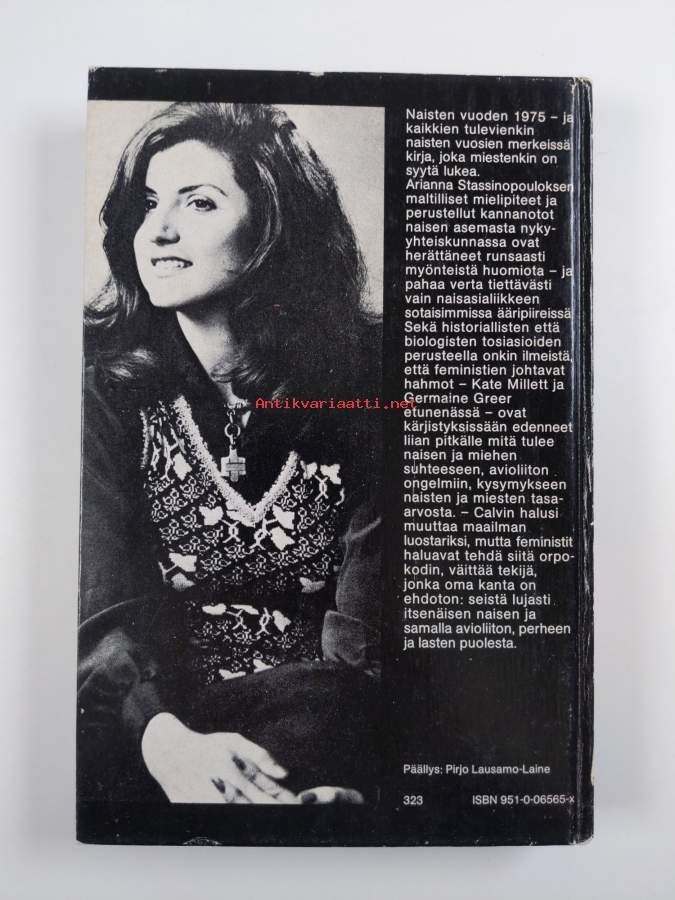 Naisten vuoden 1975 – ja
kaikkien tulevienkin
naisten vuosien merkeissä
kirja, joka miestenkin on
syytä lukea.
Arianna Stassinopouloksen
maltilliset mielipiteet ja
perustellut kannanotot
naisen asemasta nyky-
yhteiskunnassa ovat
herättäneet runsaasti
myönteistä huomiota – ja
pahaa verta tiettävästi
vain naisasialiikkeen
sotaisimmissa ääripiireissä.
Sekä historiallisten että
biologisten tosiasioiden
perusteella onkin ilmeistä,
että feministien johtavat
hahmot – Kate Millett ja
Germaine Greer
etunenässä – ovat
kärjistyksissään edenneet
liian pitkälle mitä tulee
naisen ja miehen
suhteeseen, avioliiton
ongelmiin, kysymykseen
naisten ja miesten tasa-
arvosta. – Calvin halusi
muuttaa maailman
luostariksi, mutta feministit
haluavat tehdä siitä orpo-
kodin, väittää tekijä,
jonka oma kanta on
ehdoton: seistä lujasti
itsenäisen naisen ja
samalla avioliiton, perheen
ja lasten puolesta.
Antikvariaatti.net
Päällys: Pirjo Lausamo-Laine
323 ISBN 951-0-06565-x